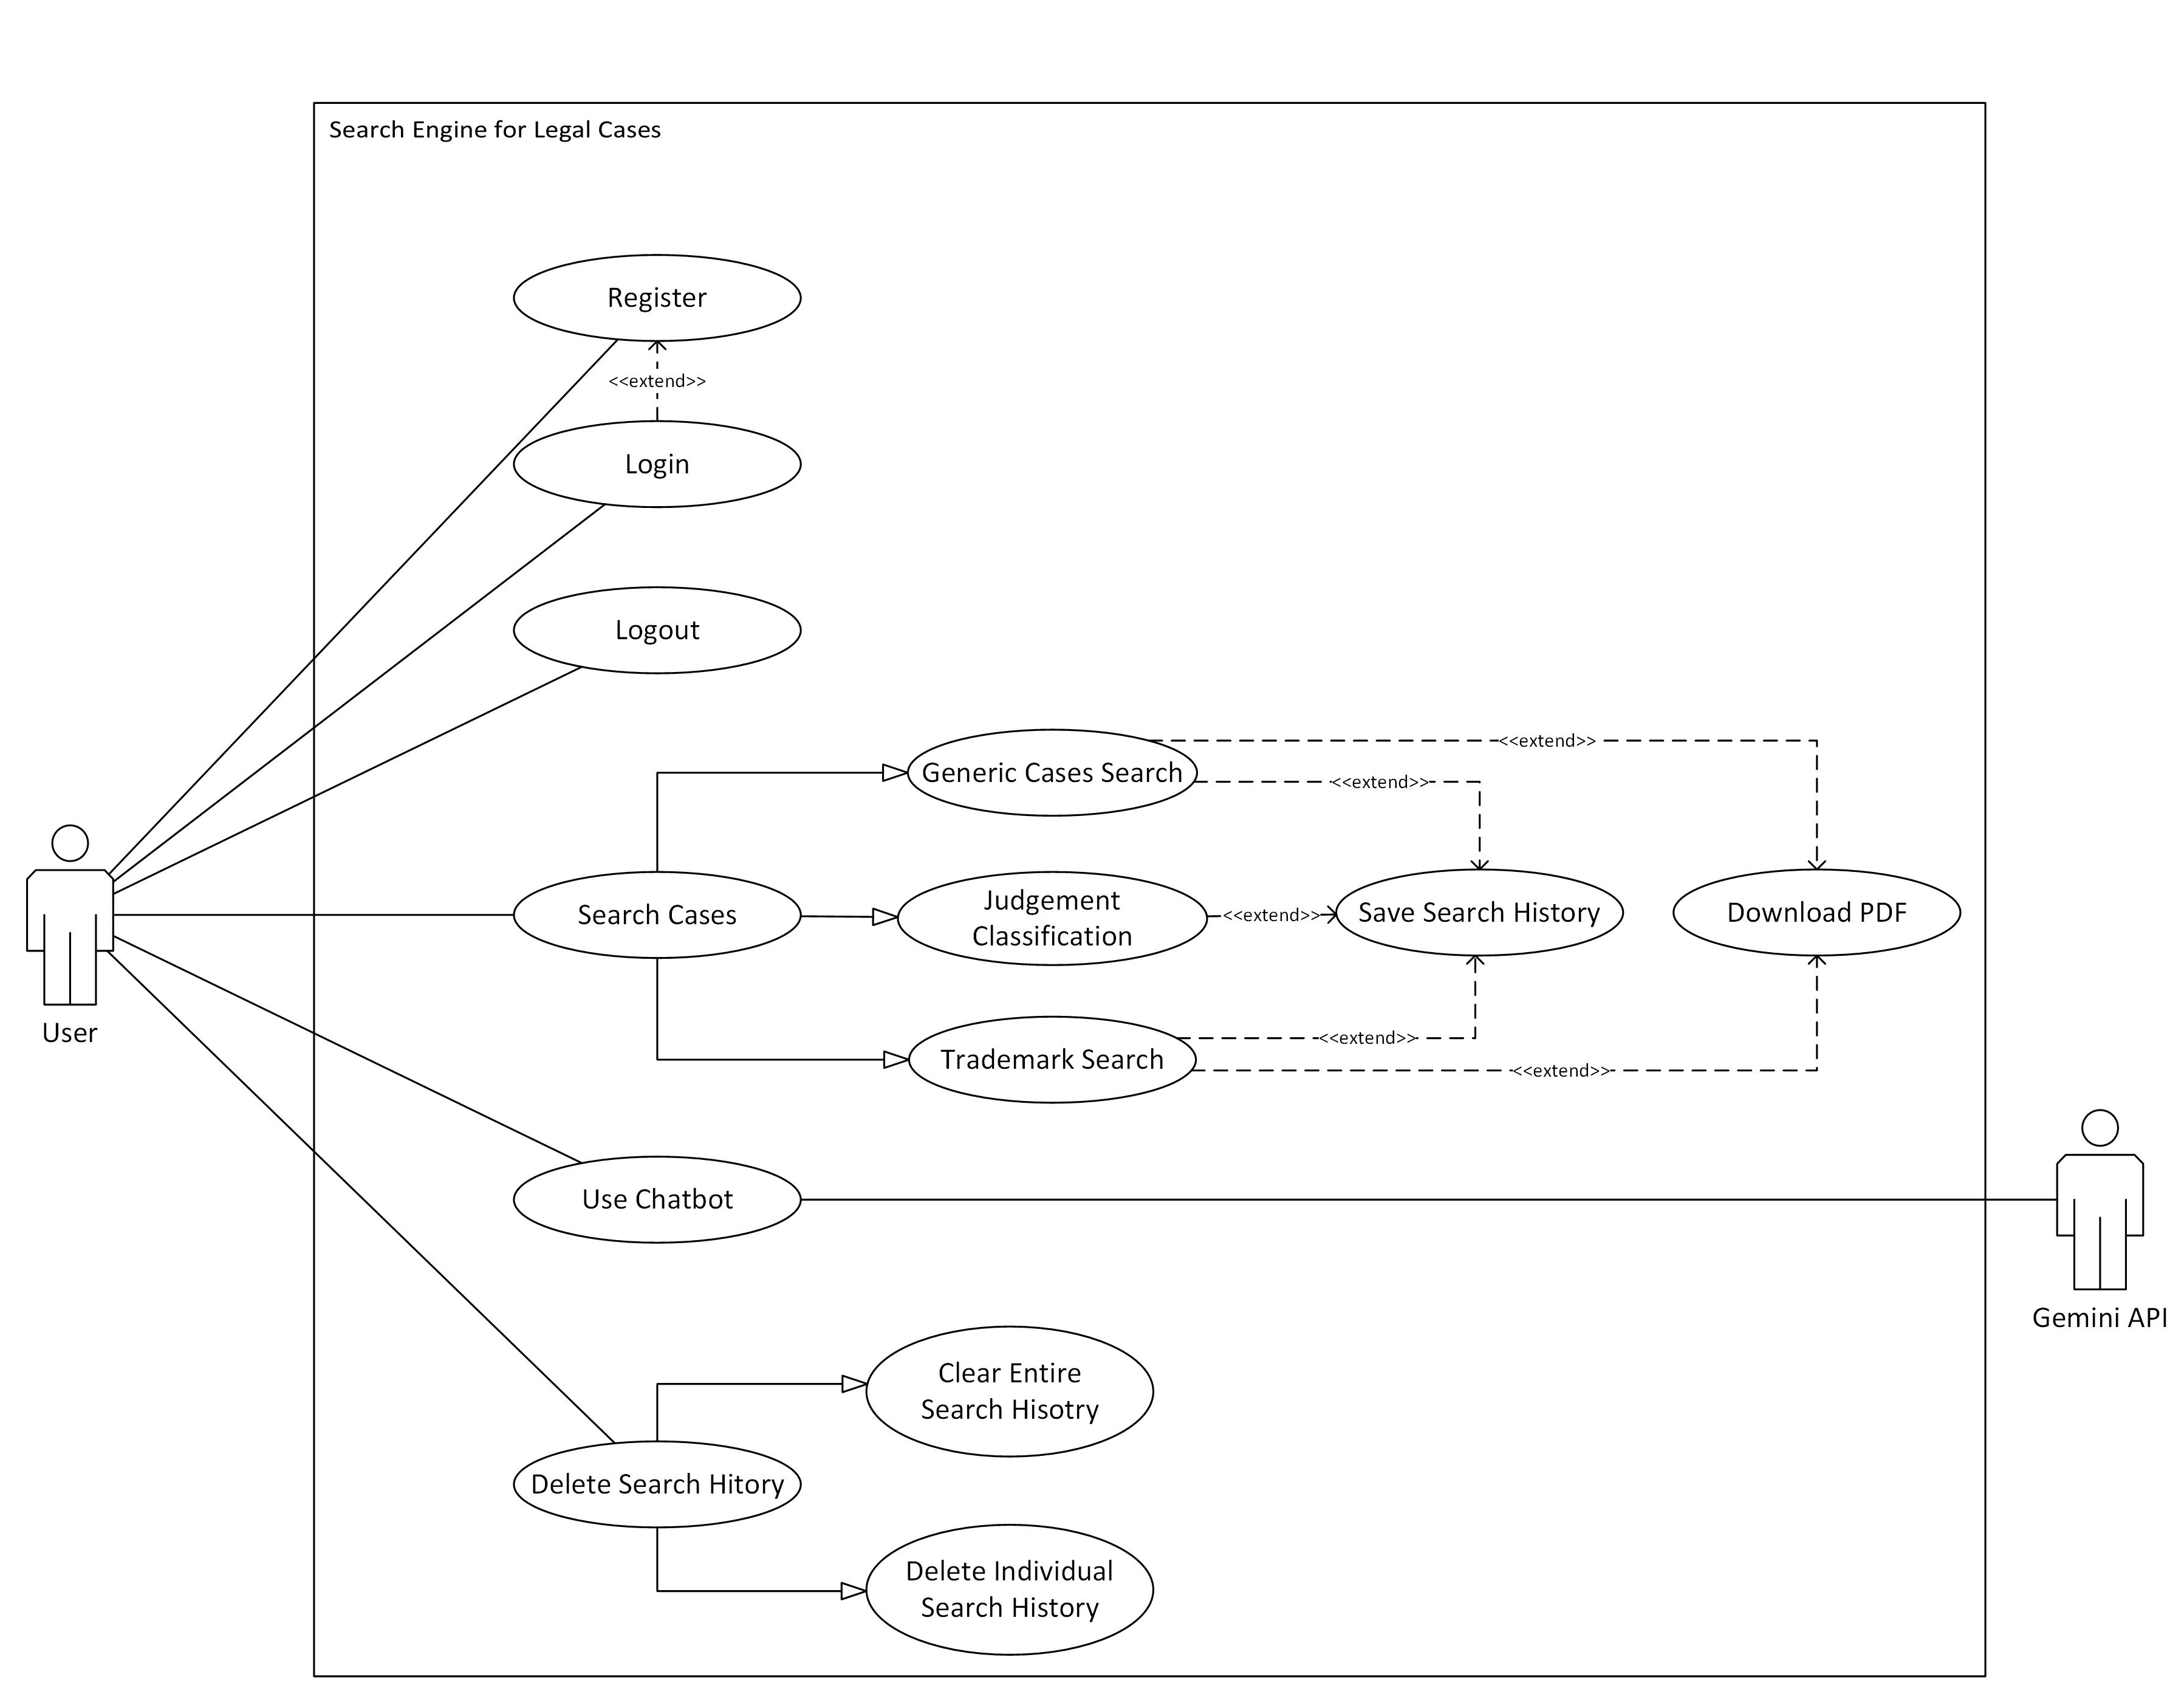 Search Engine for Legal Cases
Register
<<extend>>
Login
Logout
Generic Cases Search
<<extend>>
<<extend>>
Search Cases
Judgement
Classification
<<extend>>
Save Search History
Download PDF
User
Trademark Search
<<extend>>
<<extend>>
Use Chatbot
Gemini API
Clear Entire
Search Hisotry
Delete Search Hitory
Delete Individual
Search History